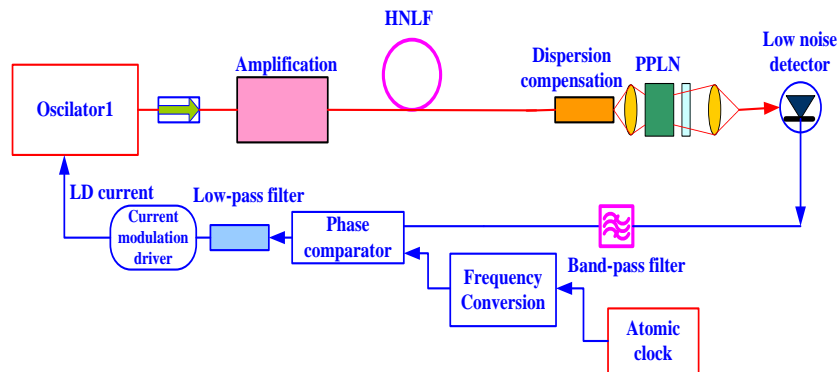 HNLF
Low noise
detector
Amplification
Dispersion
compensation
PPLN
Oscilator1
LD current
Low-pass filter
Current
modulation
driver
Phase
comparator
Band-pass filter
Frequency
Conversion
Atomic
clock